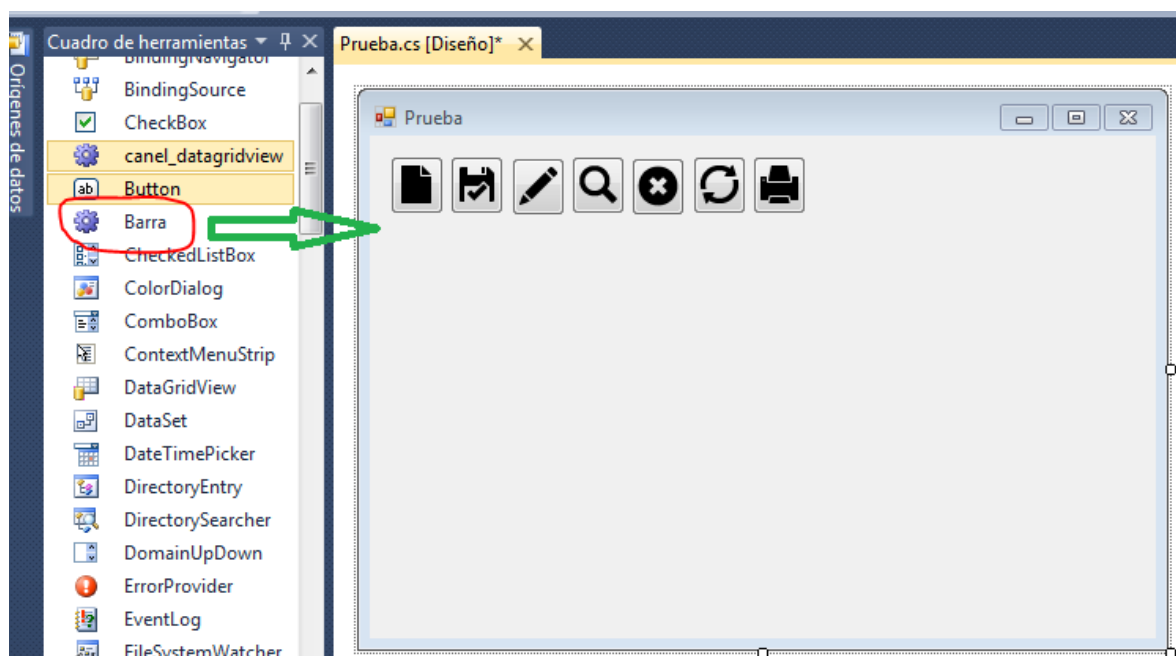 Cuadro de herramientas
Prueba.cs [Diseño]*
Orígenes de datos
BindingNavigator
BindingSource
CheckBox
canel_datagridview
ab Button
Barra
CheckedListBox
ColorDialog
ComboBox
ContextMenuStrip
DataGridView
DataSet
DateTimePicker
DirectoryEntry
DirectorySearcher
DomainUpDown
ErrorProvider
EventLog
FileSystemWatcher
Prueba